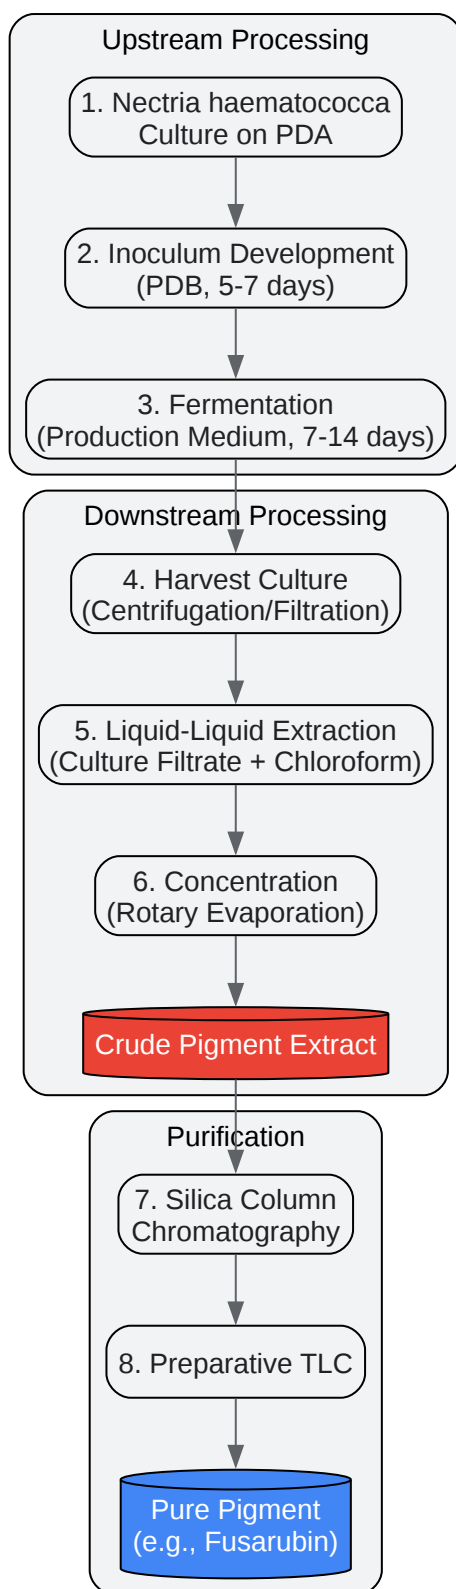 Upstream Processing
1. Nectria haematococca
Culture on PDA
2. Inoculum Development
(PDB, 5-7 days)
3. Fermentation
(Production Medium, 7-14 days)
Downstream Processing
4. Harvest Culture
(Centrifugation/Filtration)
5. Liquid-Liquid Extraction
(Culture Filtrate + Chloroform)
6. Concentration
(Rotary Evaporation)
Crude Pigment Extract
Purification
7. Silica Column
Chromatography
8. Preparative TLC
Pure Pigment
(e.g., Fusarubin)